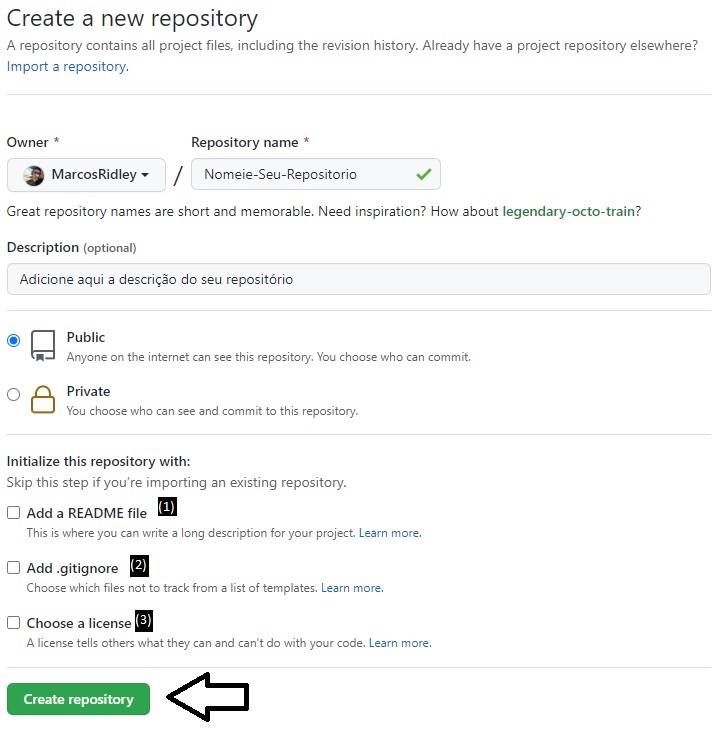 Create a new repository
A repository contains all project files, including the revision history. Already have a project repository elsewhere?
Import a repository.
Owner * Repository name *
MarcosRidley / Nomeie-Seu-Repositorio
Great repository names are short and memorable. Need inspiration? How about legendary-octo-train?
Description (optional)
Adicione aqui a descrição do seu repositório
Public
Anyone on the internet can see this repository. You choose who can commit.
Private
You choose who can see and commit to this repository.
Initialize this repository with:
Skip this step if you're importing an existing repository.
Add a README file (1)
This is where you can write a long description for your project. Learn more.
Add .gitignore (2)
Choose which files not to track from a list of templates. Learn more.
Choose a license (3)
A license tells others what they can and can't do with your code. Learn more.
Create repository